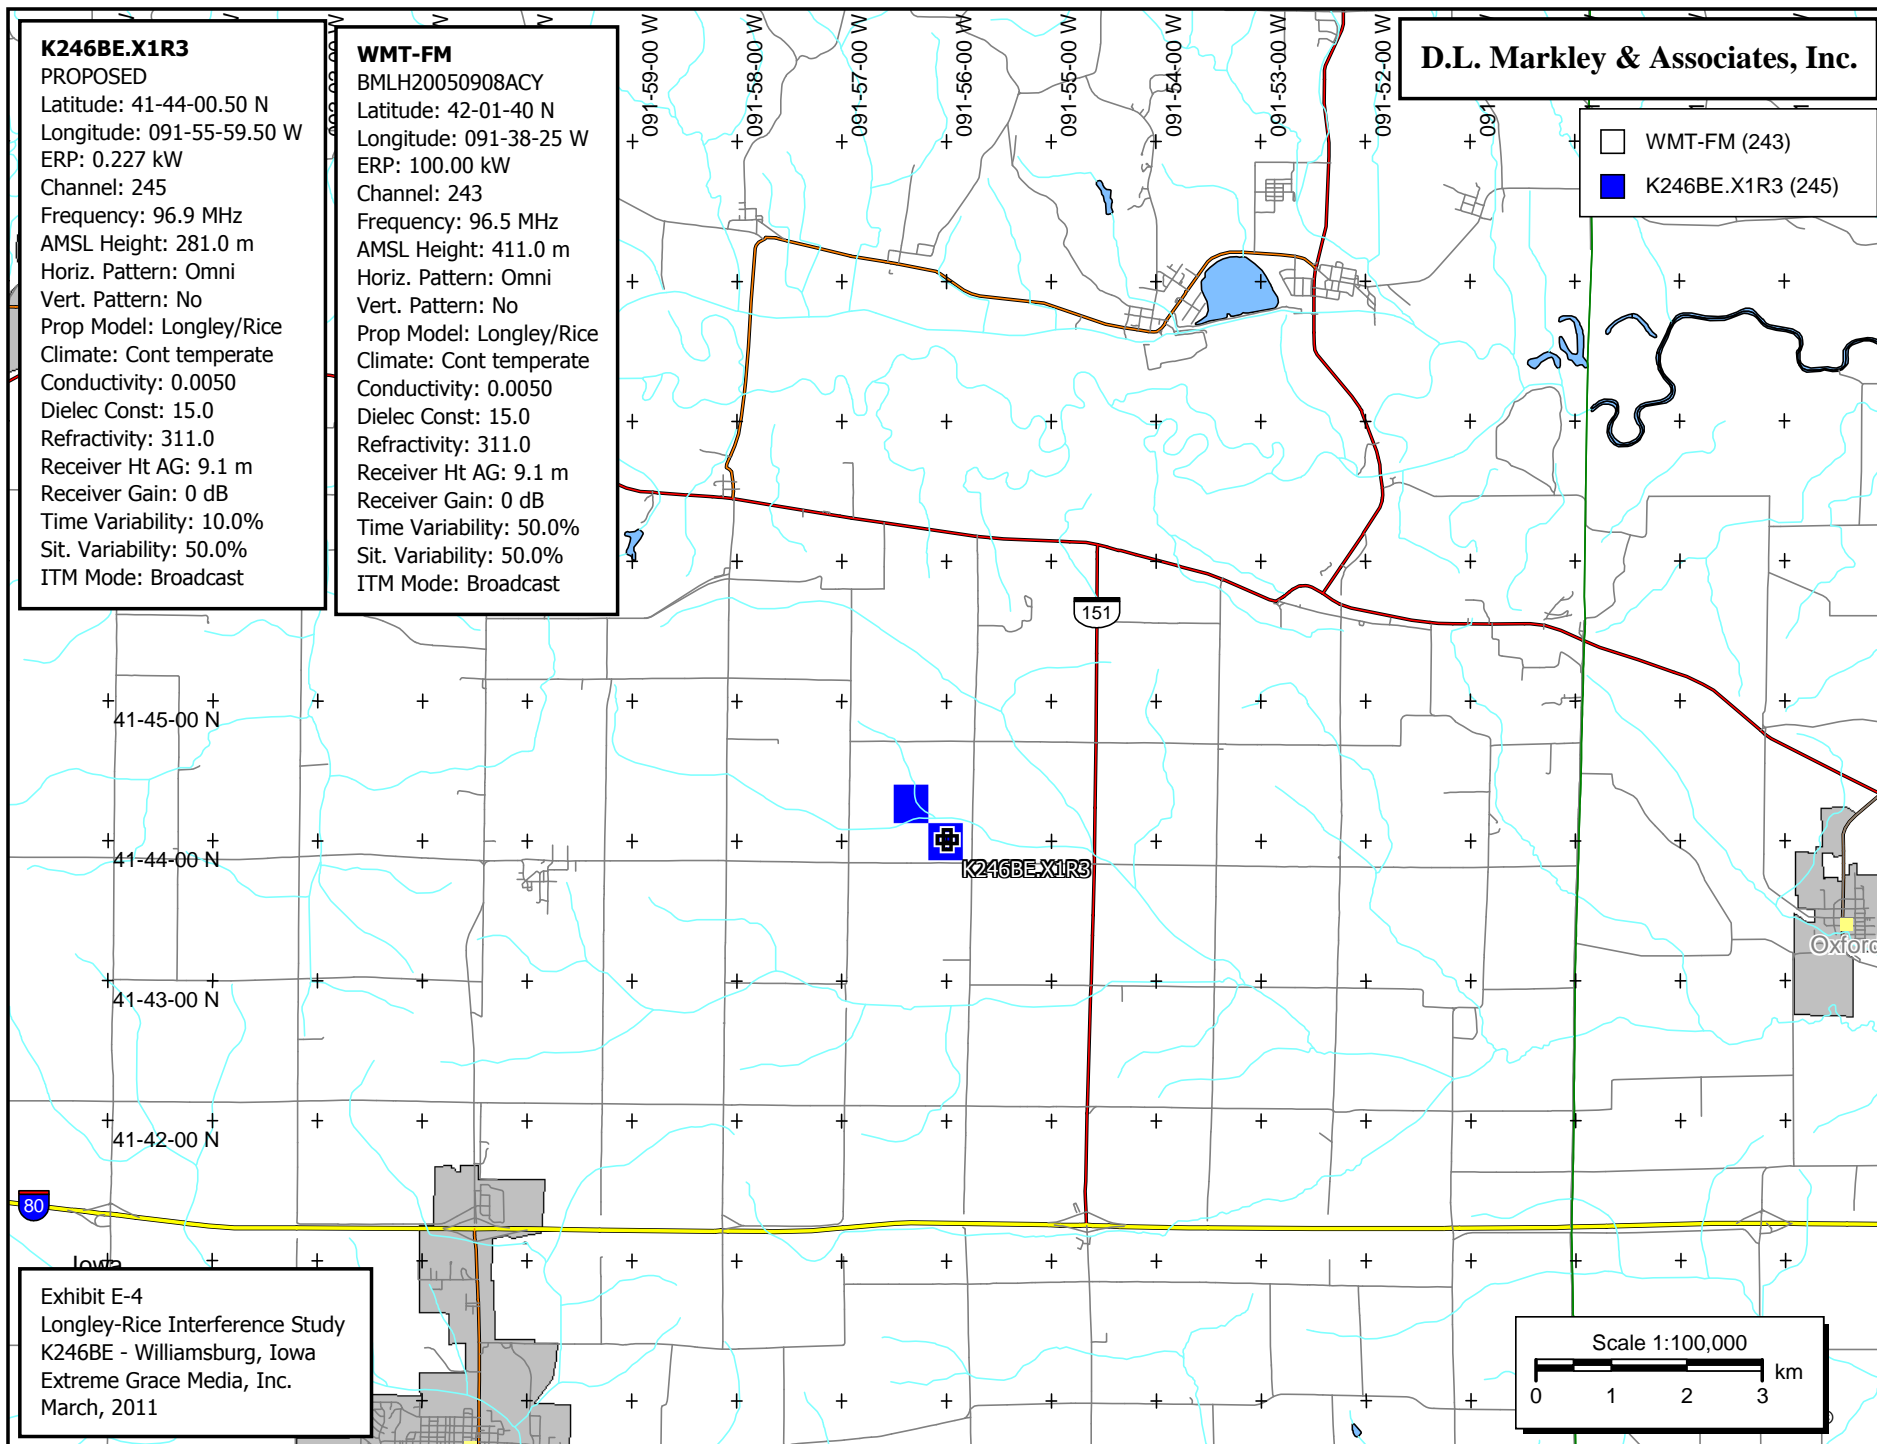 K246BE.X1R3
PROPOSED
Latitude: 41-44-00.50 N
Longitude: 091-55-59.50 W
ERP: 0.227 kW
Channel: 245
Frequency: 96.9 MHz
AMSL Height: 281.0 m
Horiz. Pattern: Omni
Vert. Pattern: No
Prop Model: Longley/Rice
Climate: Cont temperate
Conductivity: 0.0050
Dielec Const: 15.0
Refractivity: 311.0
Receiver Ht AG: 9.1 m
Receiver Gain: 0 dB
Time Variability: 10.0%
Sit. Variability: 50.0%
ITM Mode: Broadcast
WMT-FM
BMLH20050908ACY
Latitude: 42-01-40 N
Longitude: 091-38-25 W
ERP: 100.00 kW
Channel: 243
Frequency: 96.5 MHz
AMSL Height: 411.0 m
Horiz. Pattern: Omni
Vert. Pattern: No
Prop Model: Longley/Rice
Climate: Cont temperate
Conductivity: 0.0050
Dielec Const: 15.0
Refractivity: 311.0
Receiver Ht AG: 9.1 m
Receiver Gain: 0 dB
Time Variability: 50.0%
Sit. Variability: 50.0%
ITM Mode: Broadcast
091-59-00 W
091-58-00 W
091-57-00 W
091-56-00 W
091-55-00 W
091-54-00 W
091-53-00 W
091-52-00 W
D.L. Markley & Associates, Inc.
WMT-FM (243)
K246BE.X1R3 (245)
151
41-45-00 N
41-44-00 N
K246BE.X1R3
Oxford
41-43-00 N
41-42-00 N
80
Iowa
Exhibit E-4
Longley-Rice Interference Study
K246BE - Williamsburg, Iowa
Extreme Grace Media, Inc.
March, 2011
Scale 1:100,000
km
0 1 2 3